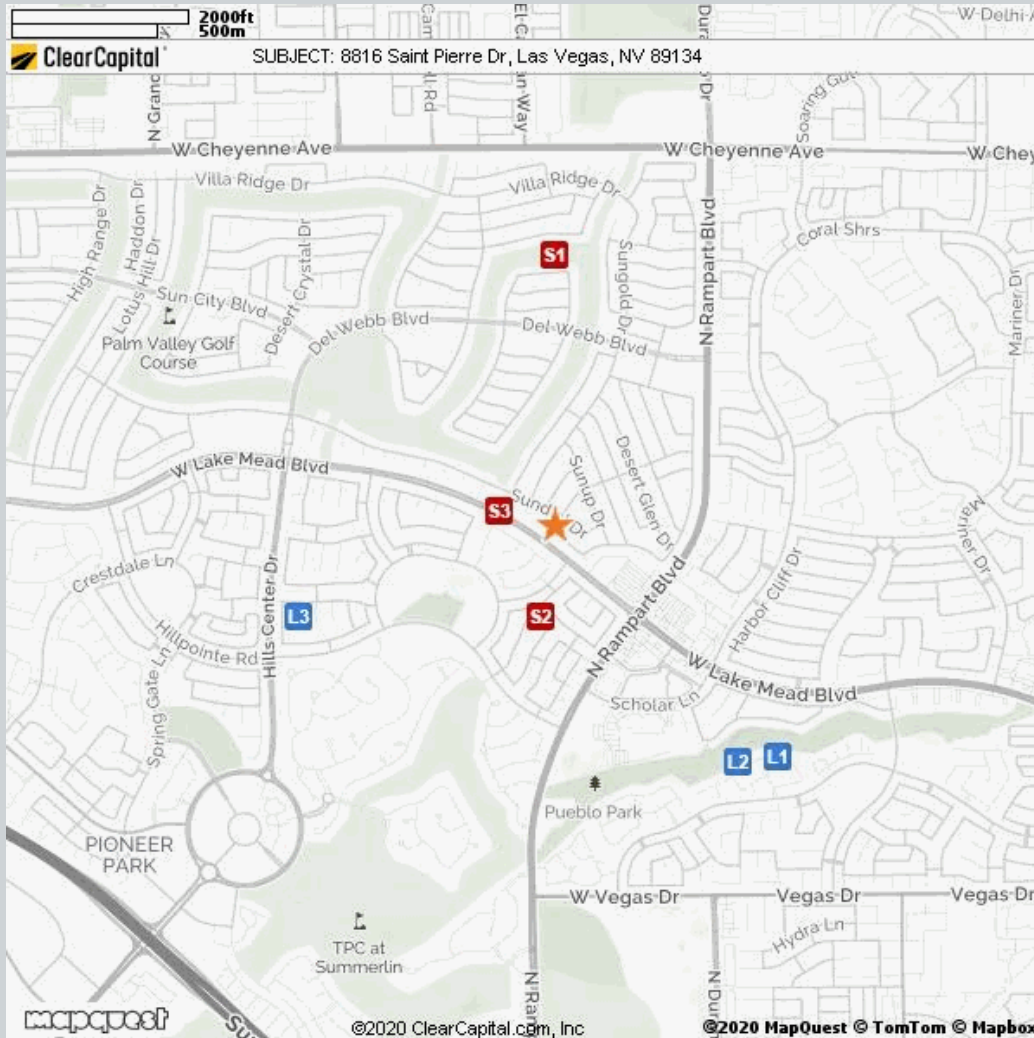 2000ft
500m
W Delhi A
ClearCapital
SUBJECT: 8816 Saint Pierre Dr, Las Vegas, NV 89134
N Grand
W Cheyenne Ave
W Cheyenne Ave
W Chey
Soaring Gul
Villa Ridge Dr
Villa Ridge Dr
High Range Dr
Haddon Dr
Lotus Hill Dr
Desert Crystal Dr
Sungold Dr
N Rampart Blvd
Coral Shrs
Mariner Dr
S1
Sun City Blvd
Palm Valley Golf
Course
Del Webb Blvd
Del Webb Blvd
W Lake Mead Blvd
Sunup Dr
Desert Glen Dr
S3
Mariner Dr
Crestdale Ln
Hills Center Dr
L3
S2
N Rampart Blvd
Harbor Cliff Dr
Hillpointe Rd
Spring Gate Ln
W Lake Mead Blvd
Scholar Ln
L2
L1
Pueblo Park
PIONEER
PARK
W Vegas Dr
Vegas Dr
Vegas Dr
Hydra Ln
TPC at
Summerlin
N Ran
N Dur
Su
mapquest
©2020 ClearCapital.com, Inc
©2020 MapQuest © TomTom © Mapbox